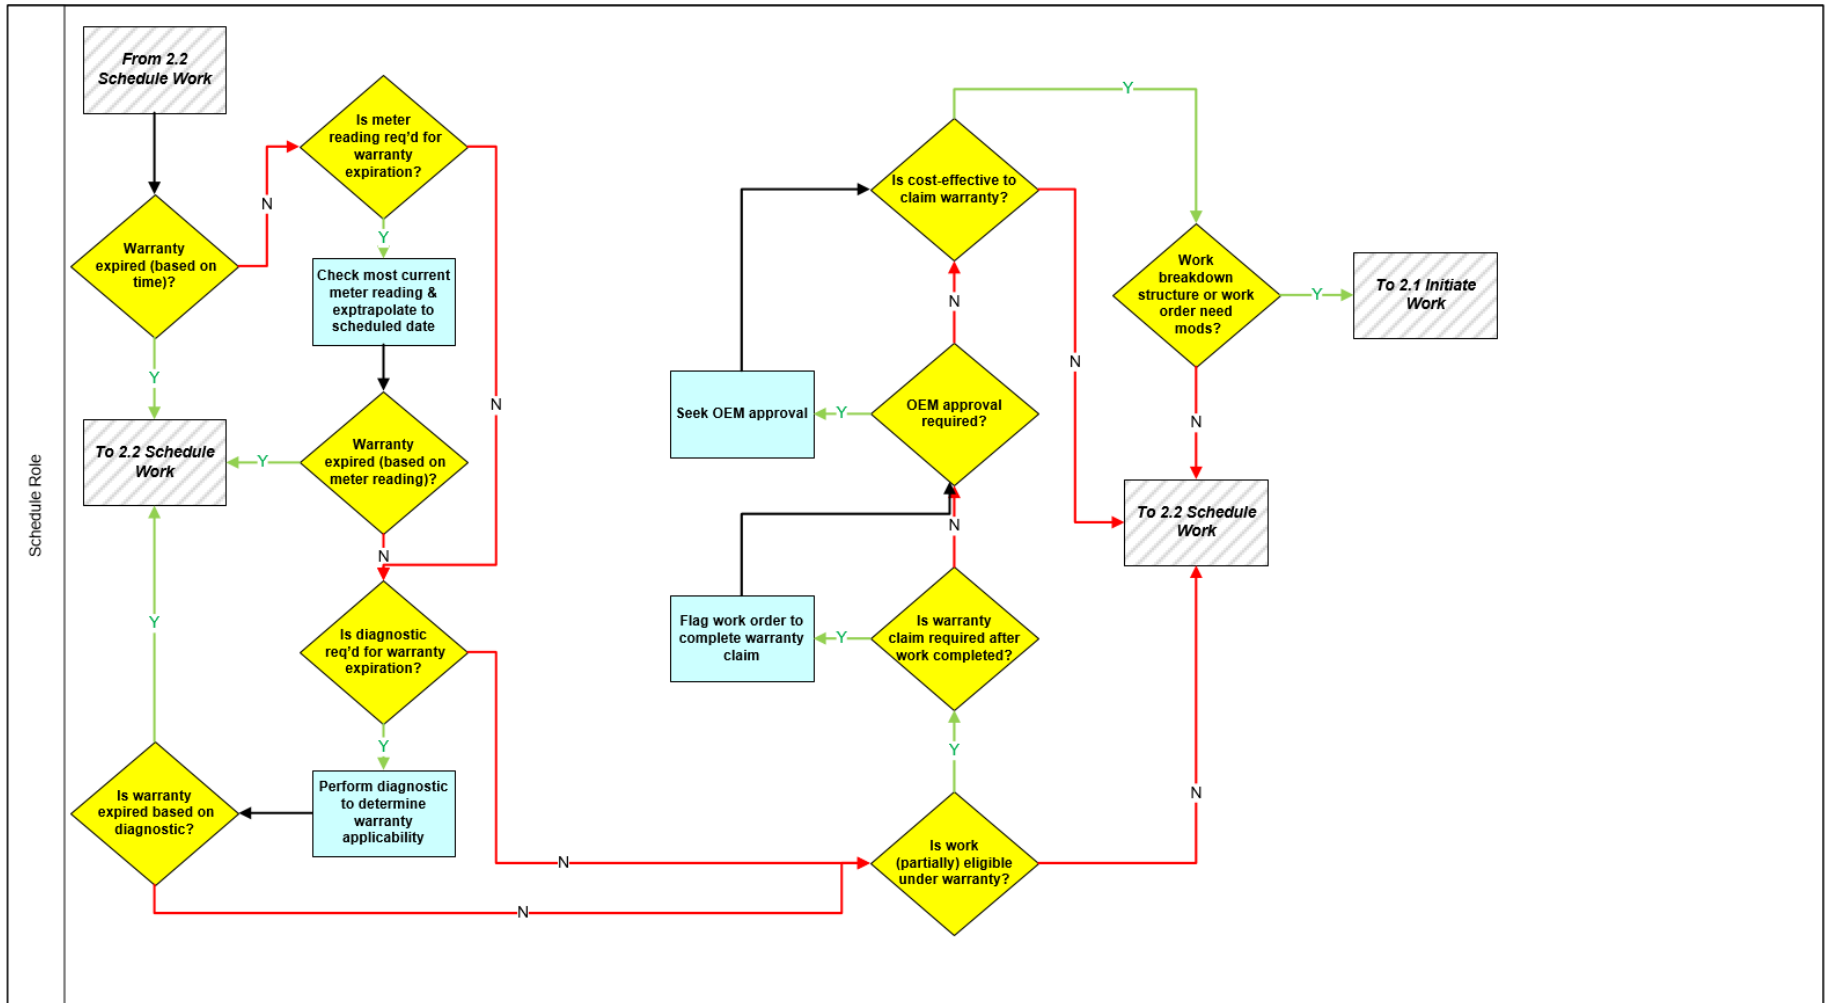 Schedule Role
From 2.2
Schedule Work
Warranty
expired (based on
time)?
N
Y
Is meter
reading req'd for
warranty
expiration?
Y
N
Check most current
meter reading &
exptrapolate to
scheduled date
Warranty
expired (based on
meter reading)?
Y
N
To 2.2 Schedule
Work
Is diagnostic
req'd for warranty
expiration?
Y
N
Perform diagnostic
to determine
warranty
applicability
Is warranty
expired based on
diagnostic?
Y
N
Is work
(partially) eligible
under warranty?
Y
N
Is warranty
claim required after
work completed?
Y
N
Flag work order to
complete warranty
claim
OEM approval
required?
Y
N
Seek OEM approval
Is cost-effective to
claim warranty?
Y
N
Work
breakdown
structure or work
order need
mods?
Y
N
To 2.1 Initiate
Work
To 2.2 Schedule
Work